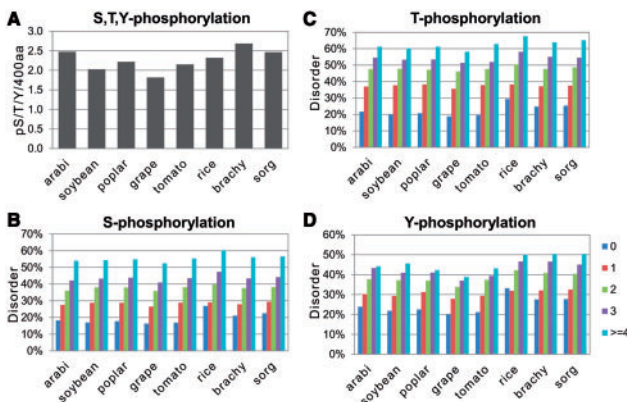 A
S,T,Y-phosphorylation
pS/T/Y/400aa
3.0
2.5
2.0
2.5
1.0
0.5
0.0
arabi
soybean
poplar
grape
tomato
rice
brachy
sorg
B
S-phosphorylation
Disorder
70%
60%
50%
40%
30%
20%
10%
0%
arabi
soybean
poplar
grape
tomato
rice
brachy
sorg
C
T-phosphorylation
Disorder
70%
60%
50%
40%
30%
20%
10%
0%
arabi
soybean
poplar
grape
tomato
rice
brachy
sorg
D
Y-phosphorylation
Disorder
60%
50%
40%
30%
20%
10%
0%
arabi
soybean
poplar
grape
tomato
rice
brachy
sorg
0
1
2
3
>=4